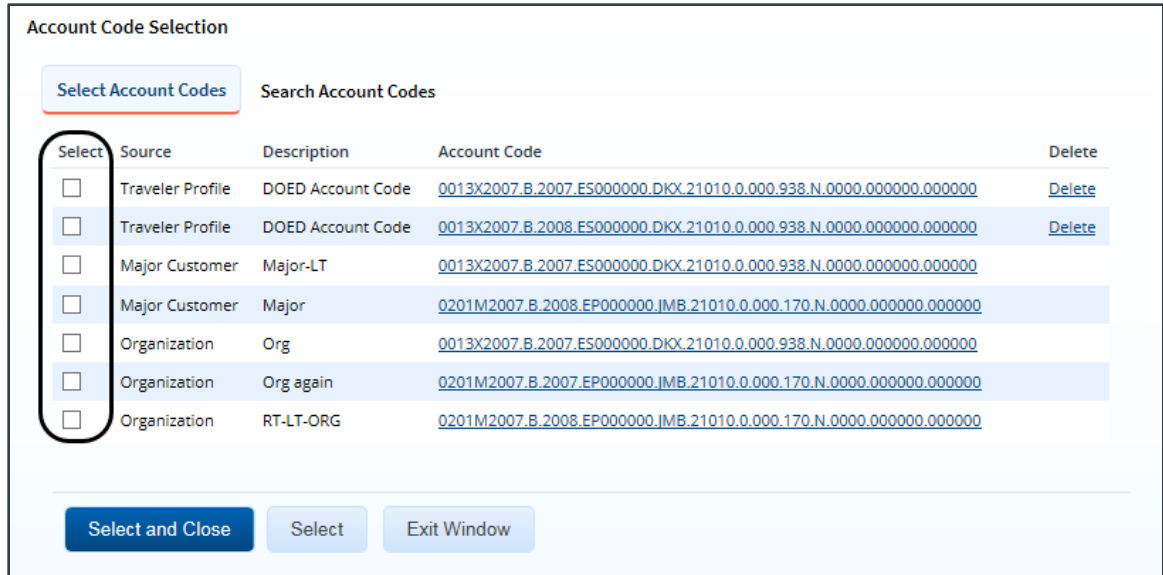 Account Code Selection
Select Account Codes Search Account Codes
Select Source Description Account Code Delete
Traveler Profile DOED Account Code 0013X2007.B.2007.ES000000.DKX.21010.0.000.938.N.0000.000000.000000 Delete
Traveler Profile DOED Account Code 0013X2007.B.2008.ES000000.DKX.21010.0.000.938.N.0000.000000.000000 Delete
Major Customer Major-LT 0013X2007.B.2007.ES000000.DKX.21010.0.000.938.N.0000.000000.000000
Major Customer Major 0201M2007.B.2008.EP000000.JMB.21010.0.000.170.N.0000.000000.000000
Organization Org 0013X2007.B.2007.ES000000.DKX.21010.0.000.938.N.0000.000000.000000
Organization Org again 0201M2007.B.2007.EP000000.JMB.21010.0.000.170.N.0000.000000.000000
Organization RT-LT-ORG 0201M2007.B.2008.EP000000.JMB.21010.0.000.170.N.0000.000000.000000
Select and Close Select Exit Window